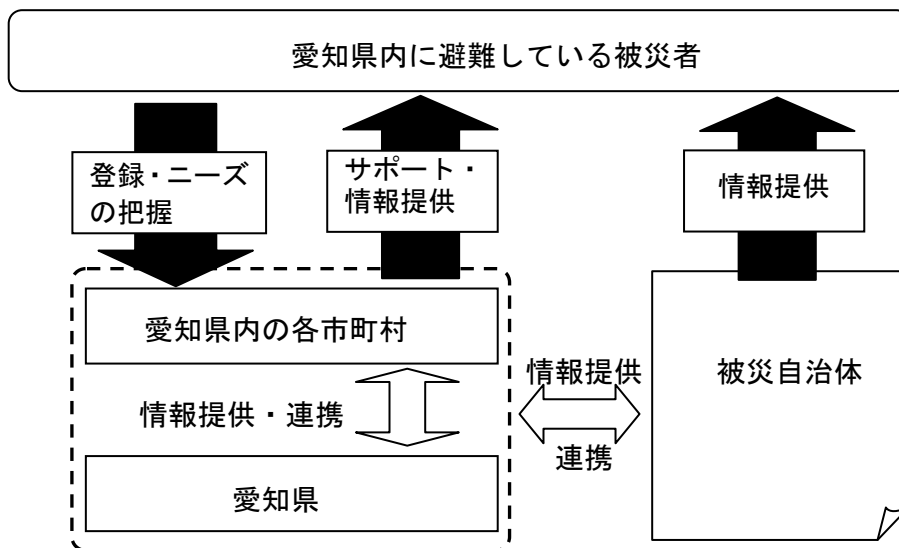 愛知県内に避難している被災者
登録・ニーズ
の把握
サポート・
情報提供
情報提供
愛知県内の各市町村
情報提供・連携
愛知県
情報提供
連携
被災自治体